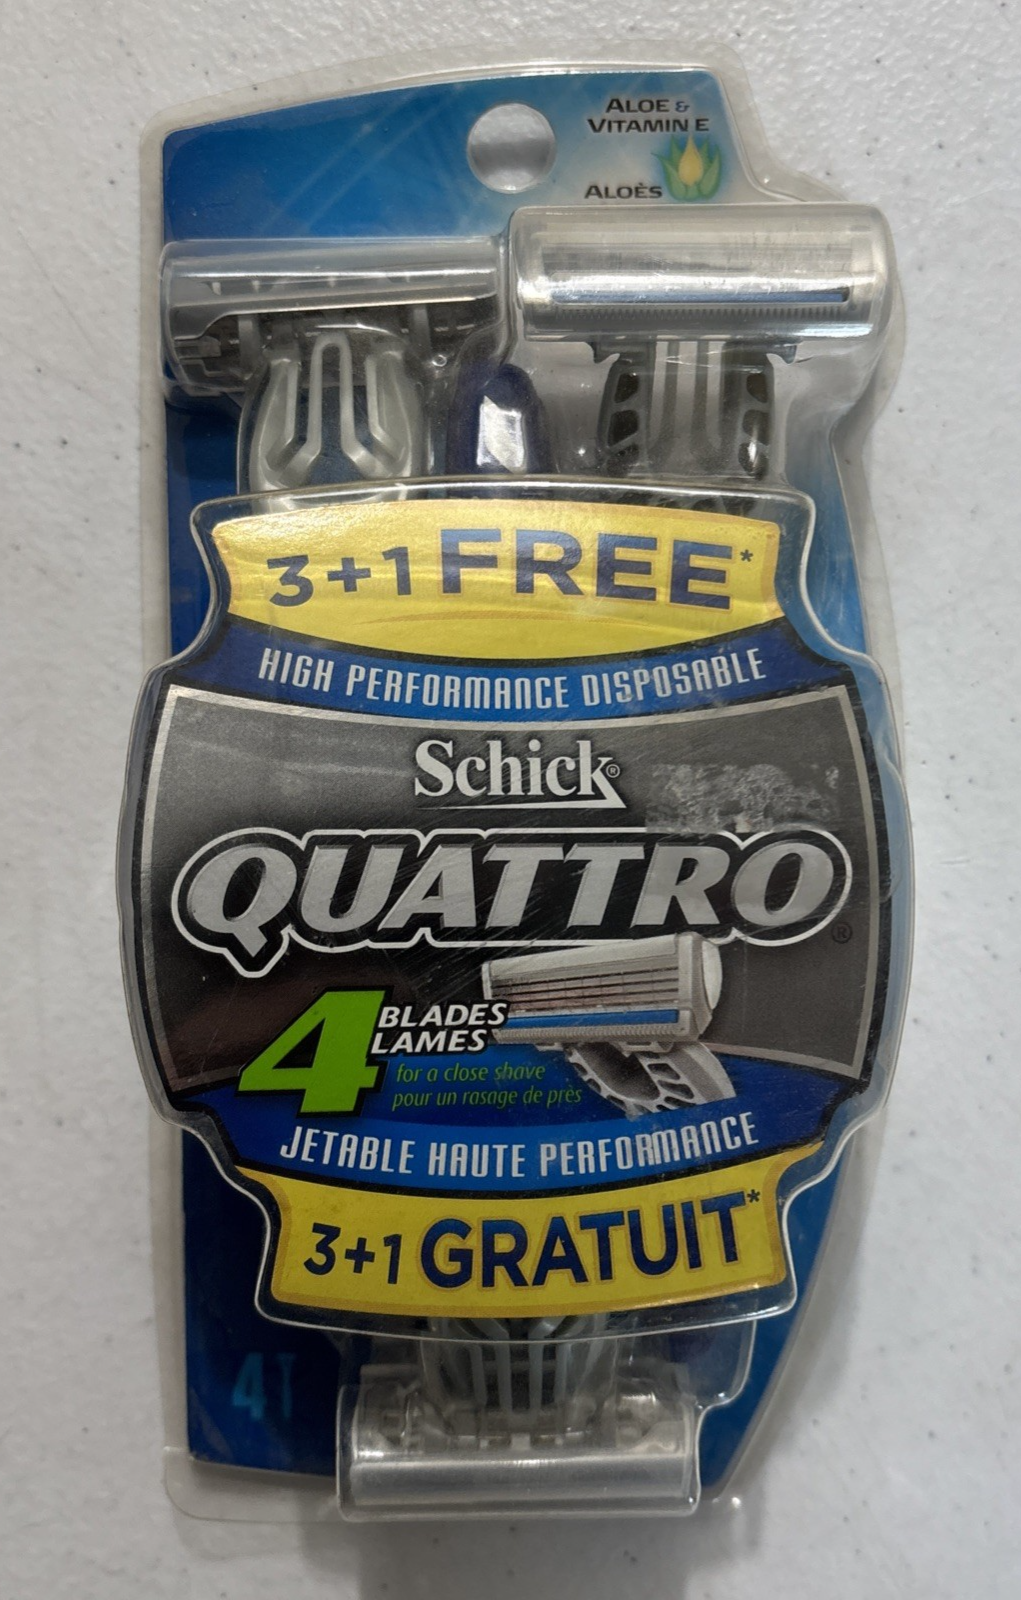 ALOE &
VITAMIN E
ALOÈS
3+1 FREE*
HIGH PERFORMANCE DISPOSABLE
Schick®
QUATTRO®
4 BLADES
LAMES
for a close shave
pour un rasage de près
JETABLE HAUTE PERFORMANCE
3+1 GRATUIT*
4